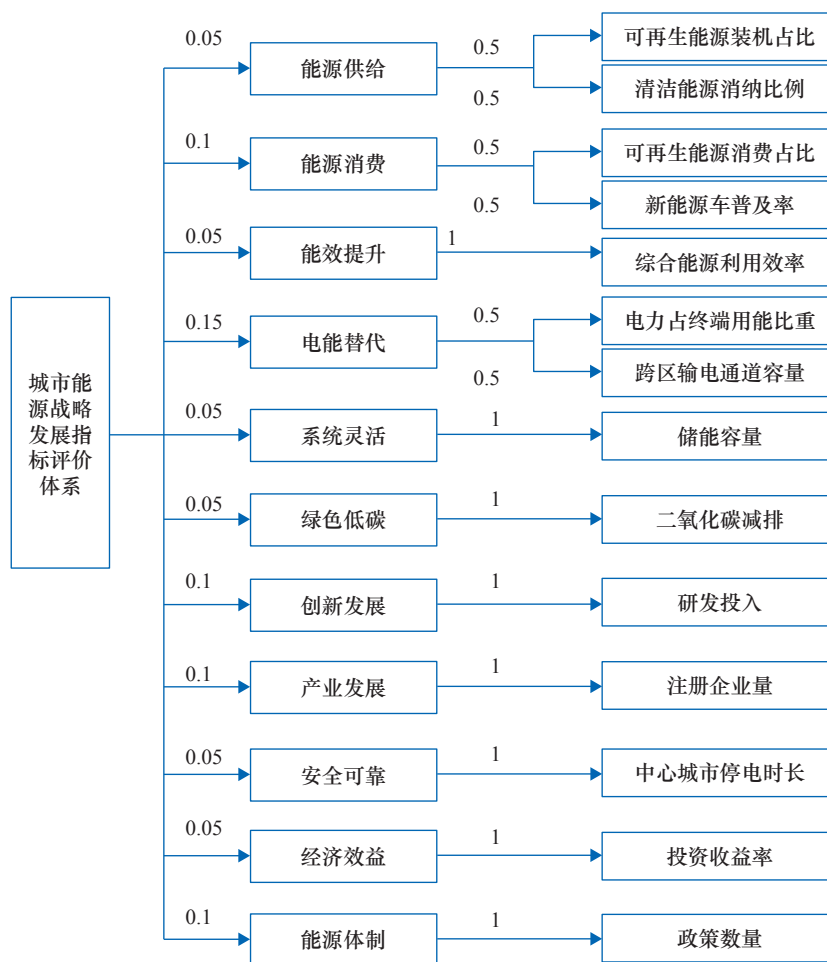 城市能
源战略
发展指
标评价
体系
0.05
能源供给
0.5
可再生能源装机占比
0.5
清洁能源消纳比例
0.1
能源消费
0.5
可再生能源消费占比
0.5
新能源车普及率
0.05
能效提升
1
综合能源利用效率
0.15
电能替代
0.5
电力占终端用能比重
0.5
跨区输电通道容量
0.05
系统灵活
1
储能容量
0.05
绿色低碳
1
二氧化碳减排
0.1
创新发展
1
研发投入
0.1
产业发展
1
注册企业量
0.05
安全可靠
1
中心城市停电时长
0.05
经济效益
1
投资收益率
0.1
能源体制
1
政策数量